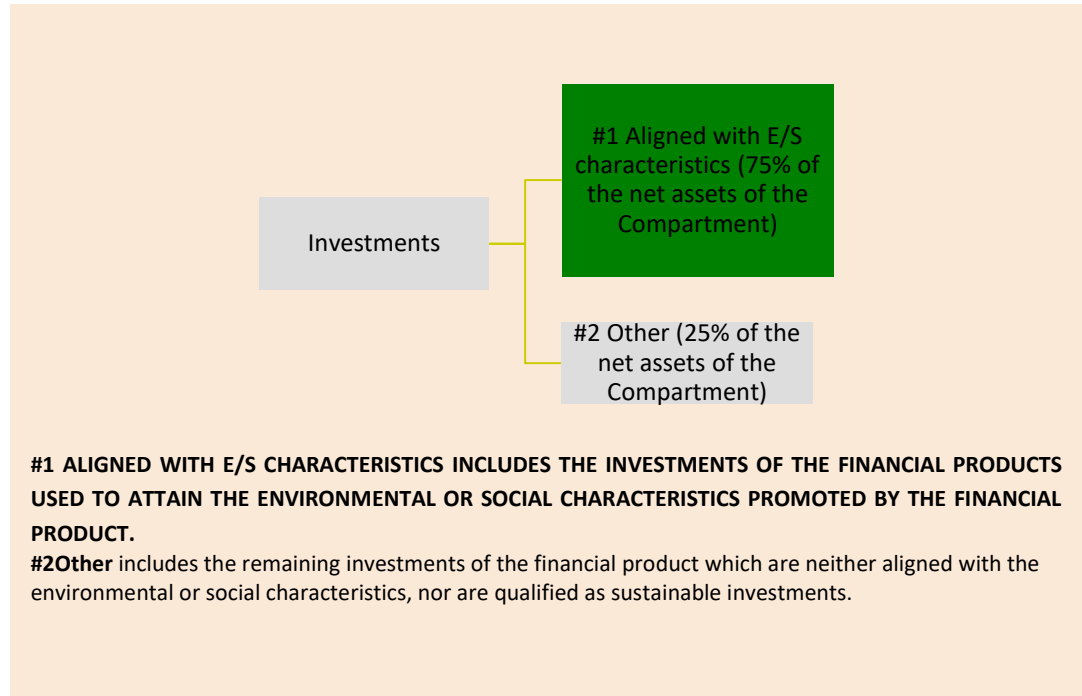 #1 Aligned with E/S
characteristics (75% of
the net assets of the
Compartment)
Investments
#2 Other (25% of the
net assets of the
Compartment)
#1 ALIGNED WITH E/S CHARACTERISTICS INCLUDES THE INVESTMENTS OF THE FINANCIAL PRODUCTS
USED TO ATTAIN THE ENVIRONMENTAL OR SOCIAL CHARACTERISTICS PROMOTED BY THE FINANCIAL
PRODUCT.
#2Other includes the remaining investments of the financial product which are neither aligned with the
environmental or social characteristics, nor are qualified as sustainable investments.